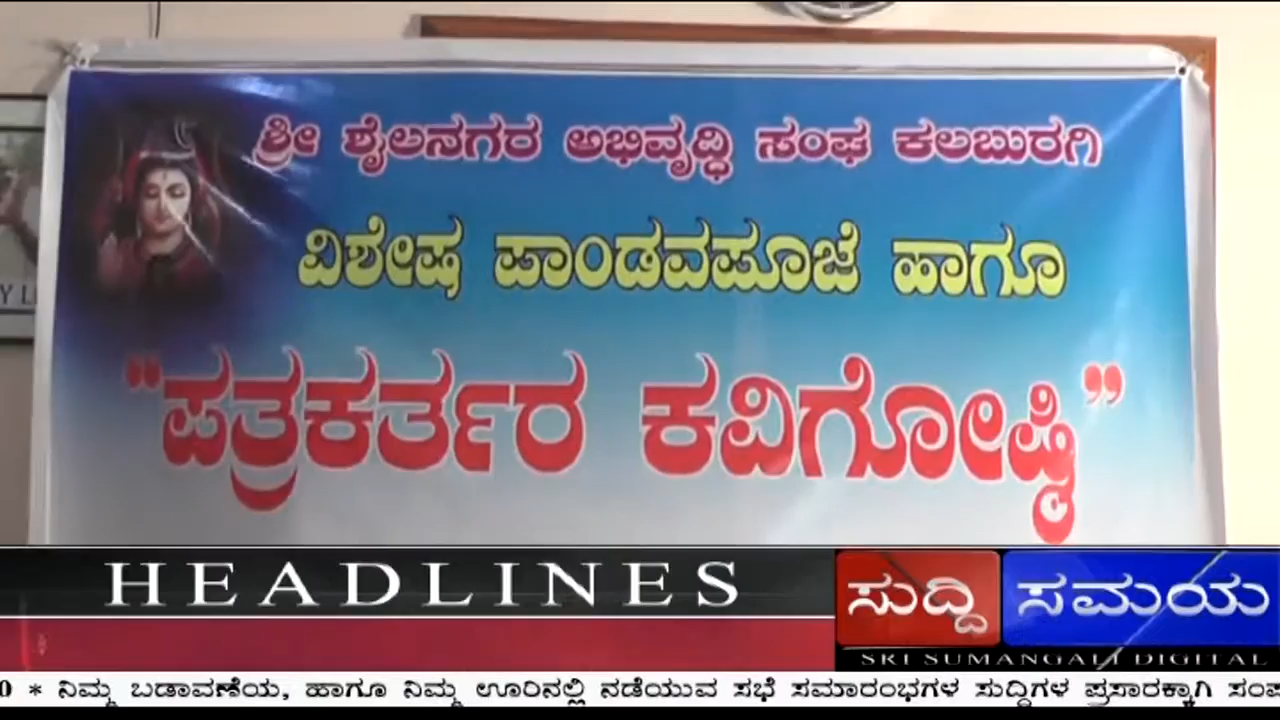 ಶ್ರೀ ಶೈಲನಗರ ಅಭಿವೃದ್ಧಿ ಸಂಘ ಕಲಬುರಗಿ
ವಿಶೇಷ ಪಾಂಡವಪೂಜೆ ಹಾಗೂ
"ಪತ್ರಕರ್ತರ ಕವಿಗೋಷ್ಠಿ"
HEADLINES
ಸುದ್ದಿ ಸಮಯ
SRI SUMANGALI DIGITAL
0 * ನಿಮ್ಮ ಬಡಾವಣೆಯ, ಹಾಗೂ ನಿಮ್ಮ ಊರಿನಲ್ಲಿ ನಡೆಯುವ ಸಭೆ ಸಮಾರಂಭಗಳ ಸುದ್ದಿಗಳ ಪ್ರಸಾರಕ್ಕಾಗಿ